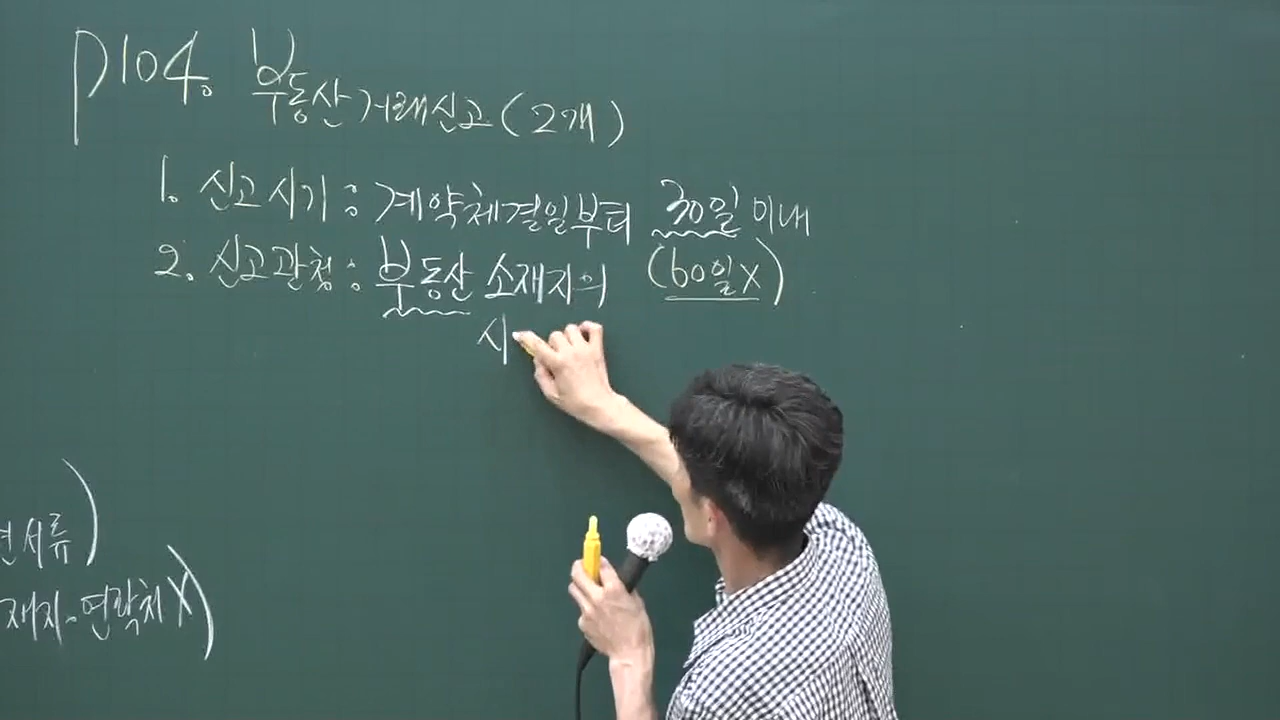 p104. 부동산거래신고(2개)
1. 신고시기 : 계약체결일부터 30일 이내
2. 신고관청 : 부동산 소재지의 (60일X)
시
서류)
재지·연락처X)